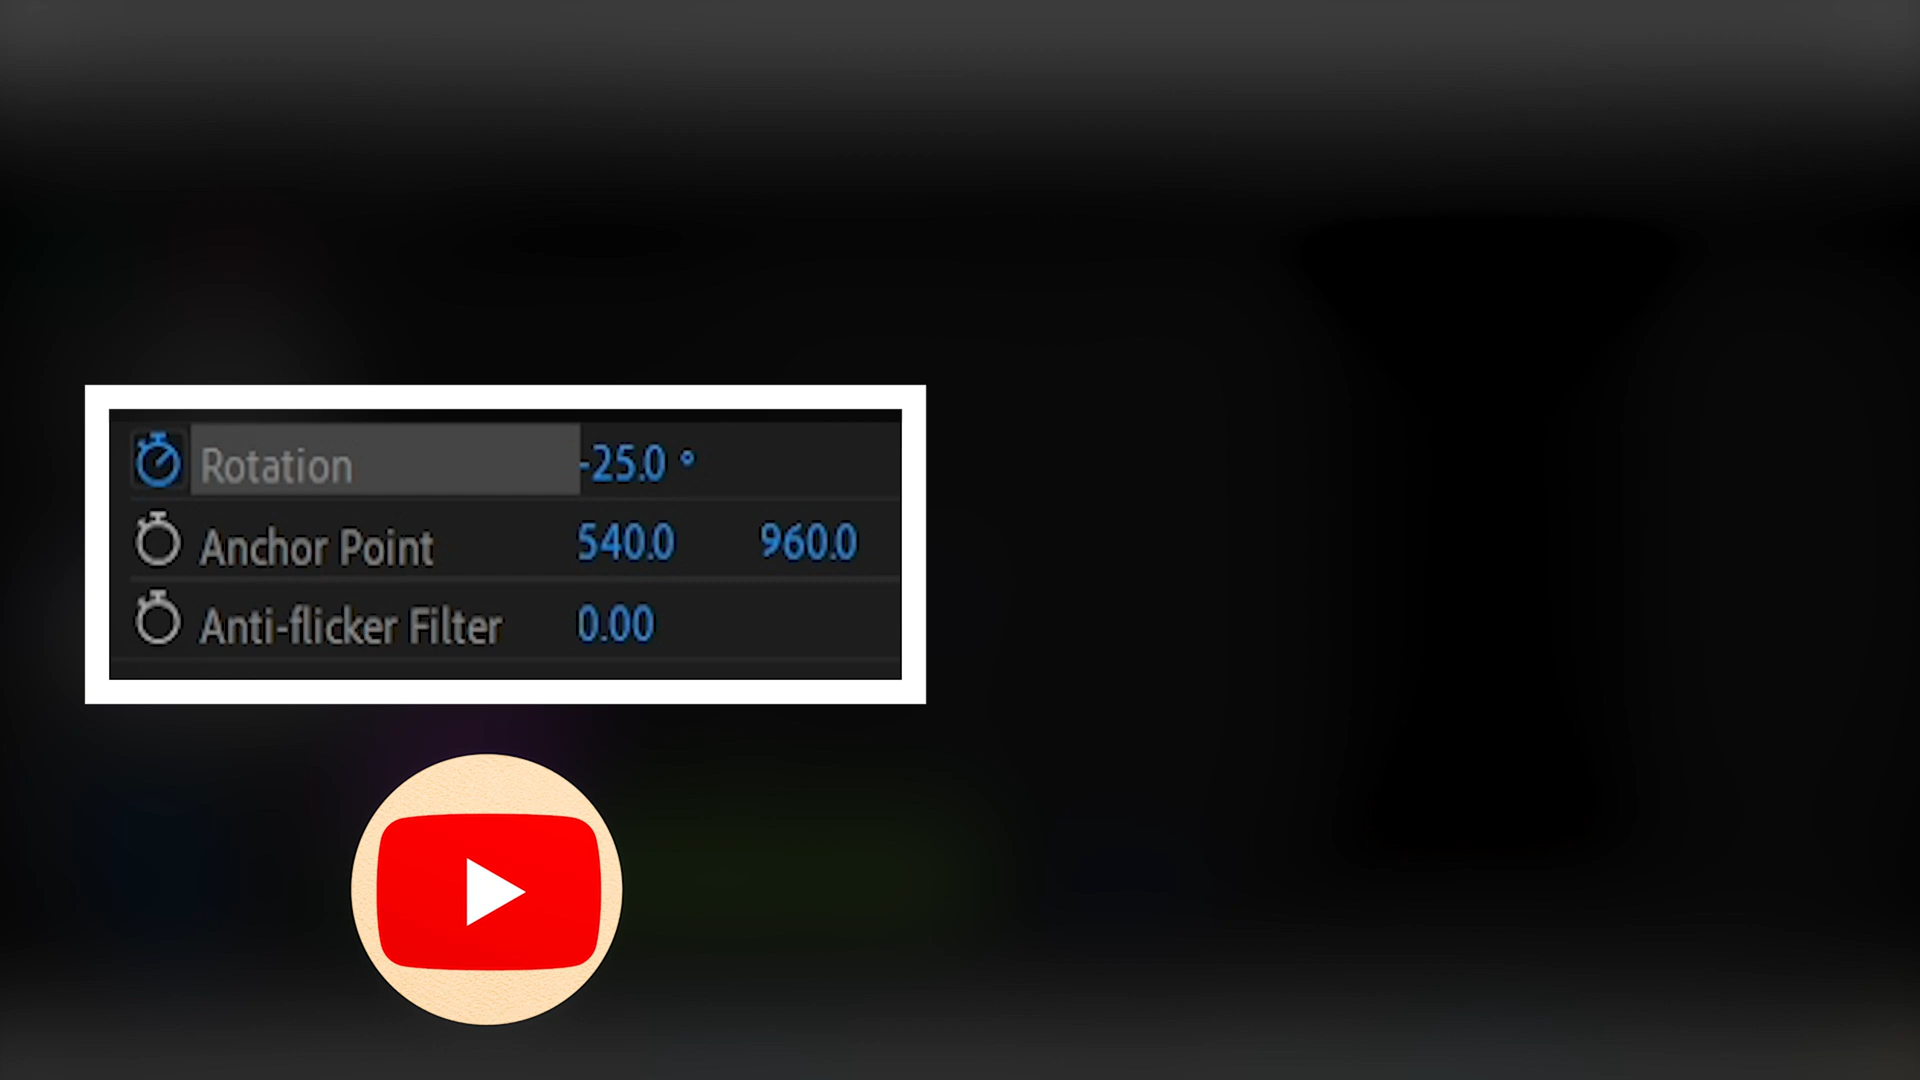 Rotation -25.0 °
Anchor Point 540.0 960.0
Anti-flicker Filter 0.00